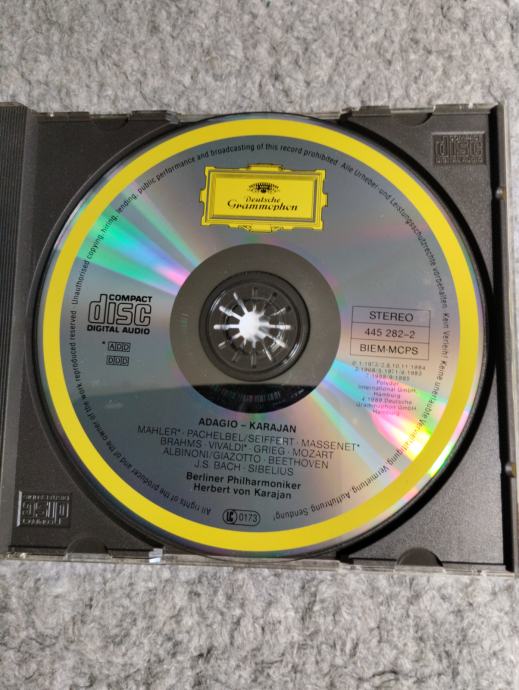 Unauthorised copying, hiring, lending, public performance and broadcasting of this record prohibited. Alle Urheber- und Leistungsschutzrechte vorbehalten. Kein Verleih! Keine unerlaubte Vervielfältigung, Vermietung, Aufführung, Sendung!
All rights of the producer and of the owner of the work reproduced reserved.
Deutsche
Grammophon
COMPACT
disc
DIGITAL AUDIO
* ADD
DDD
STEREO
445 282-2
BIEM·MCPS
Polydor
International GmbH
Hamburg
Deutsche
Grammophon GmbH
Hamburg
ADAGIO – KARAJAN
MAHLER* · PACHELBEL/SEIFFERT · MASSENET*
BRAHMS · VIVALDI* · GRIEG · MOZART
ALBINONI/GIAZOTTO · BEETHOVEN
J.S. BACH · SIBELIUS
Berliner Philharmoniker
Herbert von Karajan
LC 0173